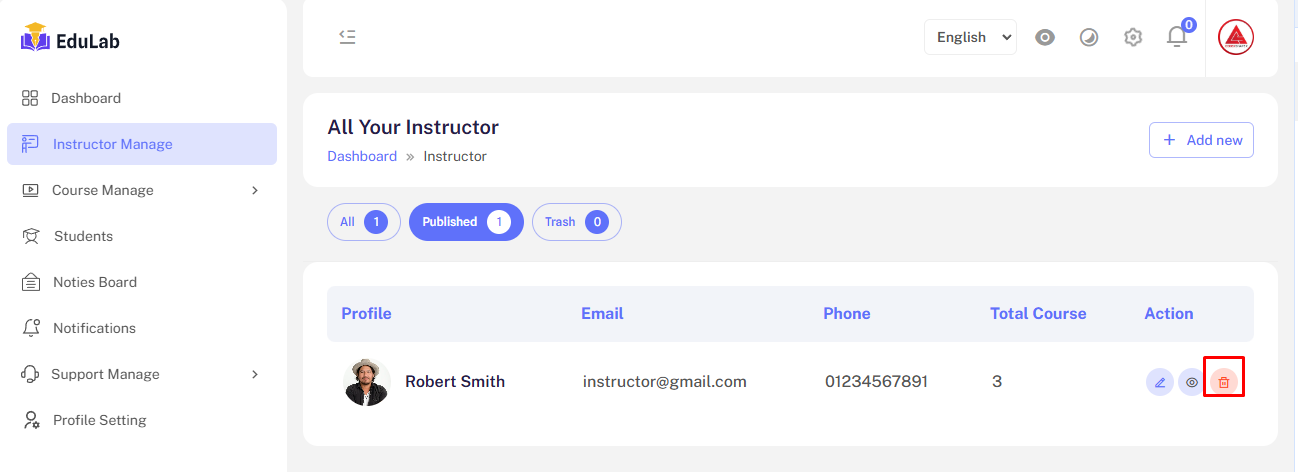 EduLab
English
0
Dashboard
Instructor Manage
Course Manage
Students
Noties Board
Notifications
Support Manage
Profile Setting
All Your Instructor
Dashboard » Instructor
+ Add new
All 1 Published 1 Trash 0
Profile Email Phone Total Course Action
Robert Smith instructor@gmail.com 01234567891 3